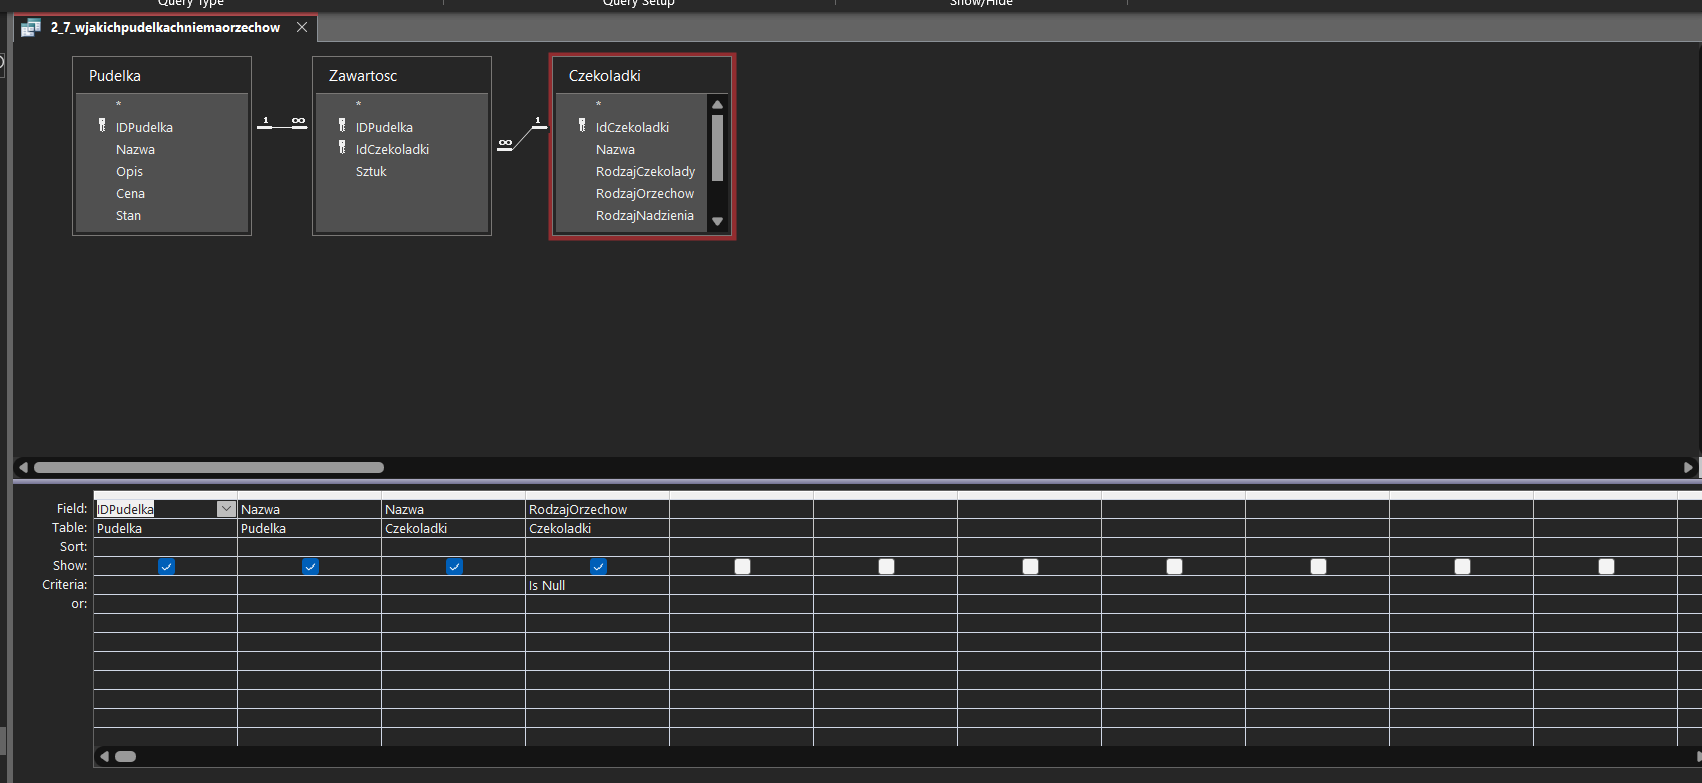 Query Type
Query Setup
Show/Hide
2_7_wjakichpudelkachniemaorzechow
Pudelka
*
IDPudelka
Nazwa
Opis
Cena
Stan
1
∞
Zawartosc
*
IDPudelka
IdCzekoladki
Sztuk
∞
1
Czekoladki
*
IdCzekoladki
Nazwa
RodzajCzekolady
RodzajOrzechow
RodzajNadzienia
Field: IDPudelka Nazwa Nazwa RodzajOrzechow
Table: Pudelka Pudelka Czekoladki Czekoladki
Sort:
Show:
Criteria: Is Null
or: